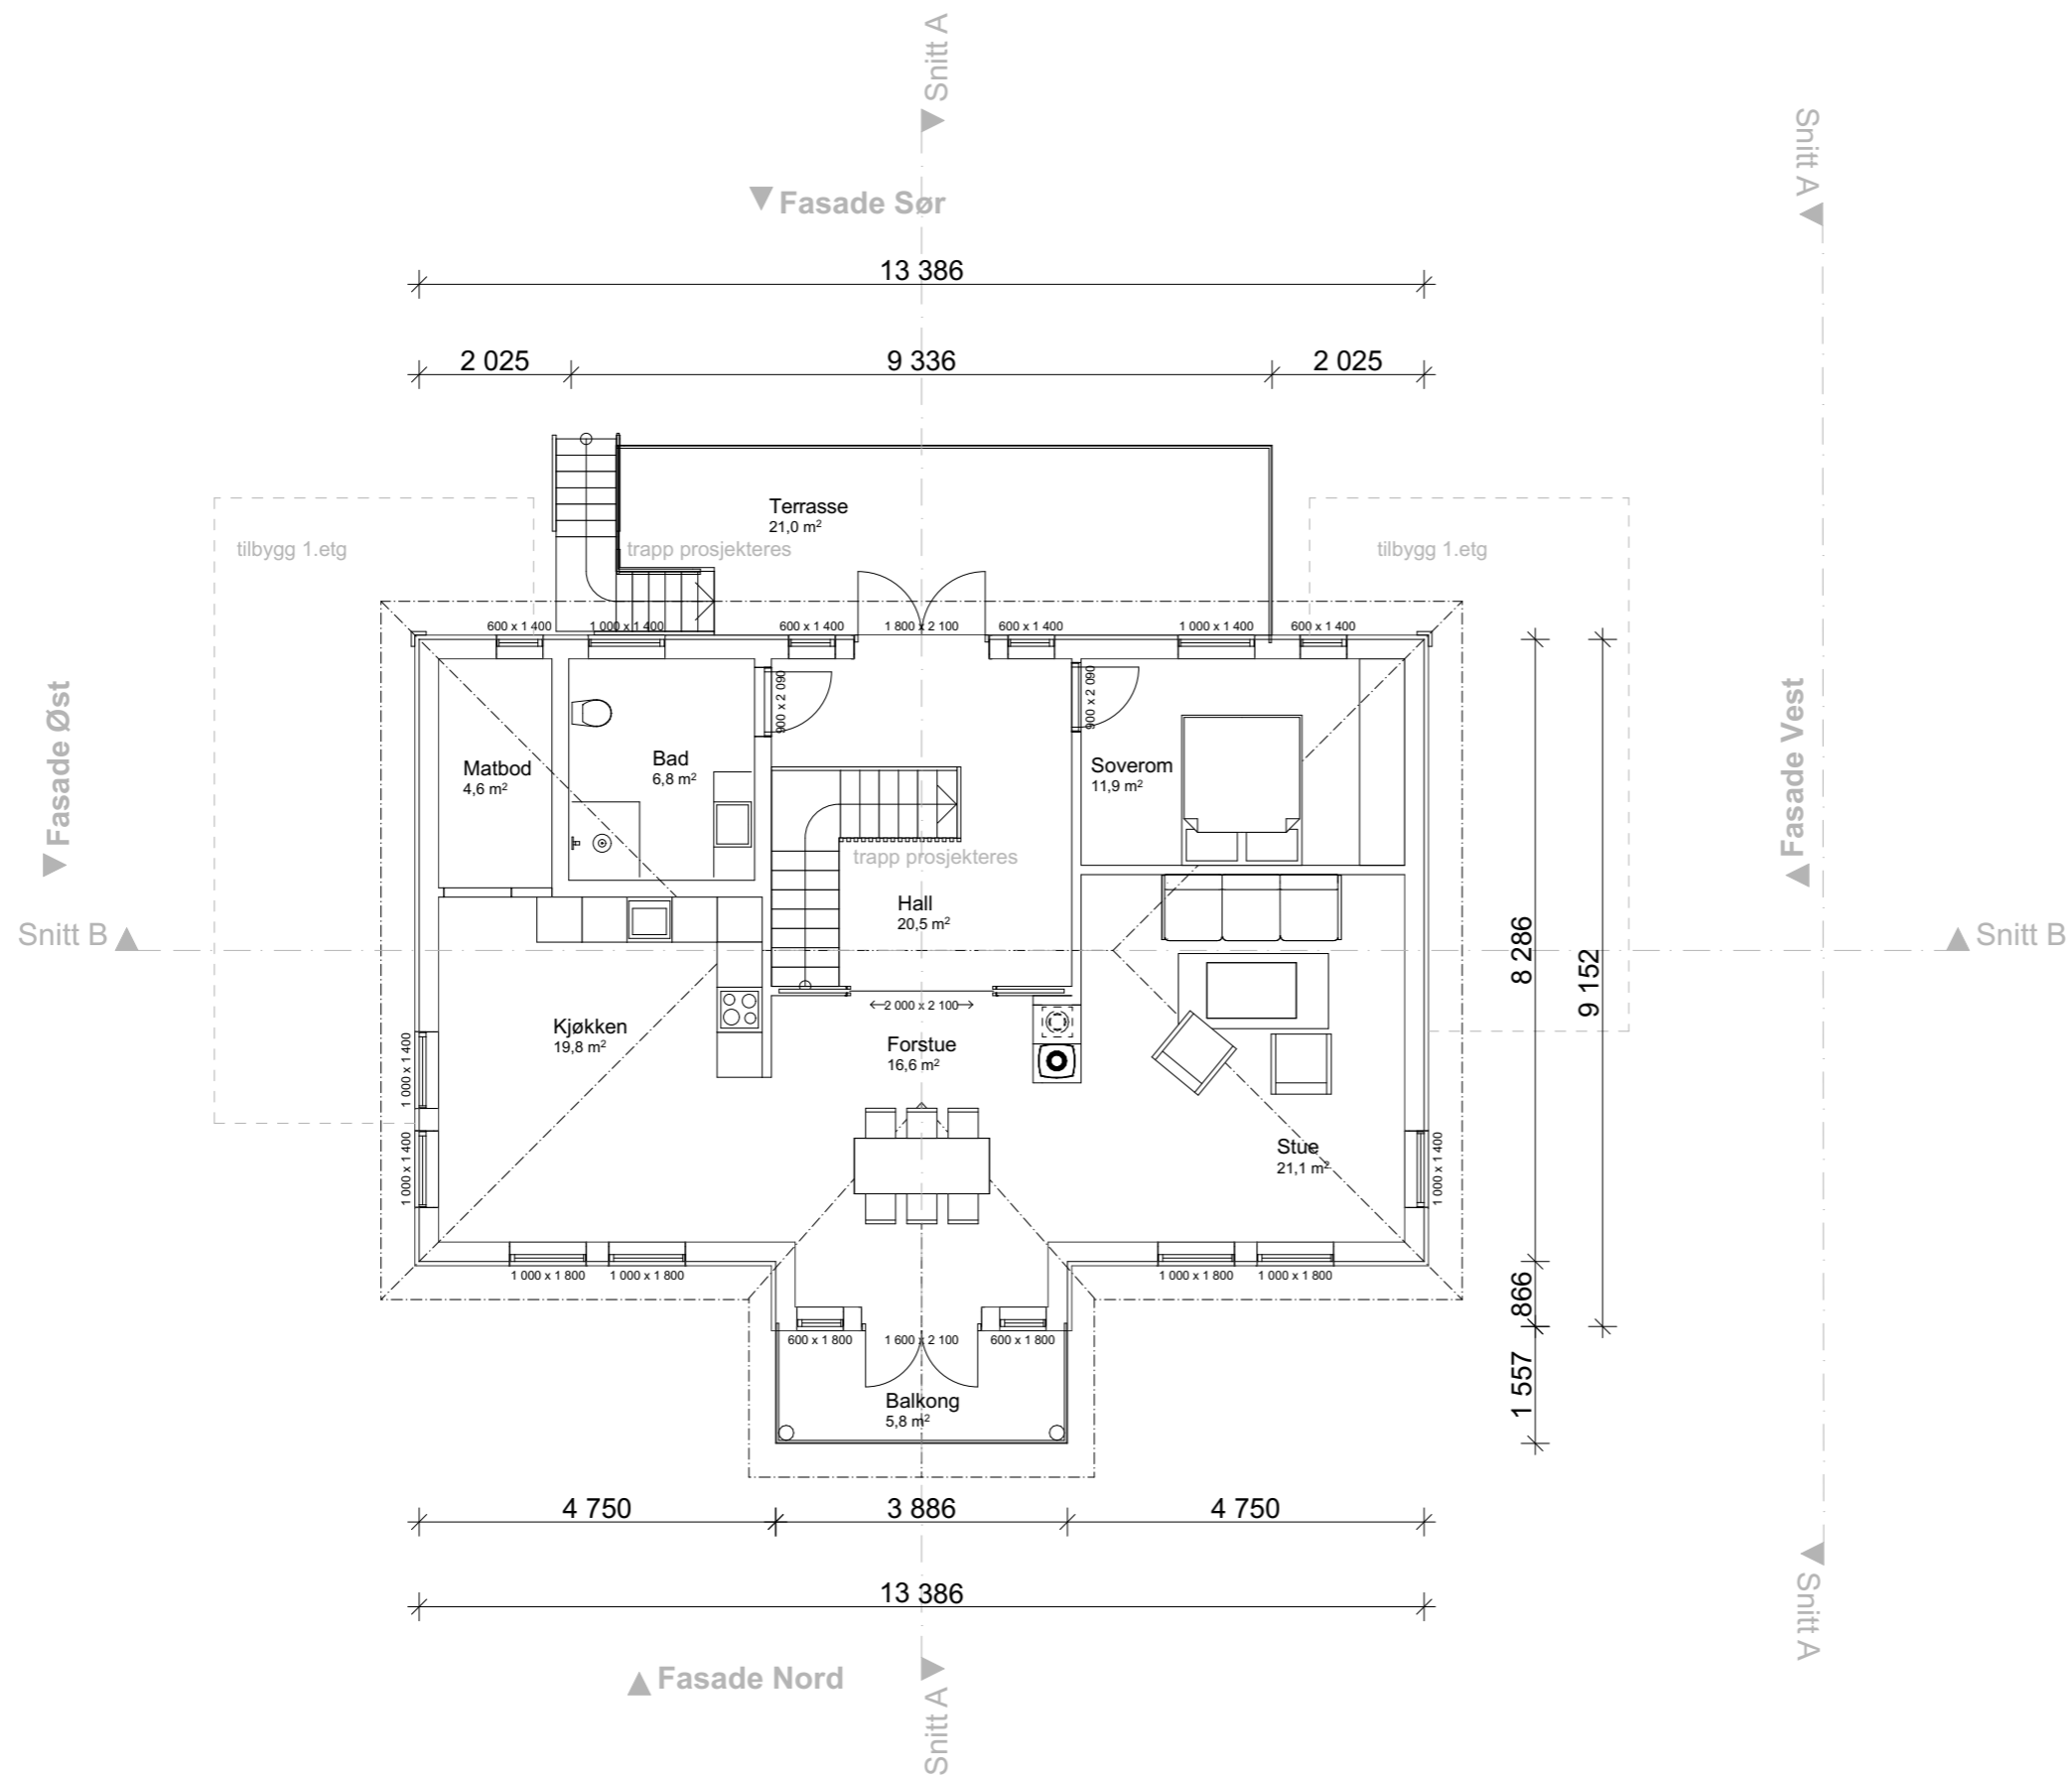 Snitt A
Snitt A
Fasade Sør
13 386
2 025
9 336
2 025
Terrasse
21,0 m²
tilbygg 1.etg
trapp prosjekteres
tilbygg 1.etg
600 x 1 400
1 000 x 1 400
600 x 1 400
1 800 x 2 100
600 x 1 400
1 000 x 1 400
600 x 1 400
900 x 2 090
900 x 2 090
Fasade Øst
Fasade Vest
Matbod
4,6 m²
Bad
6,8 m²
Soverom
11,9 m²
trapp prosjekteres
Hall
20,5 m²
Snitt B
Snitt B
8 286
9 152
2 000 x 2 100
Kjøkken
19,8 m²
Forstue
16,6 m²
1 000 x 1 400
1 000 x 1 400
Stue
21,1 m²
1 000 x 1 400
1 000 x 1 800
1 000 x 1 800
1 000 x 1 800
1 000 x 1 800
866
600 x 1 800
1 600 x 2 100
600 x 1 800
1 557
Balkong
5,8 m²
4 750
3 886
4 750
13 386
Snitt A
Fasade Nord
Snitt A